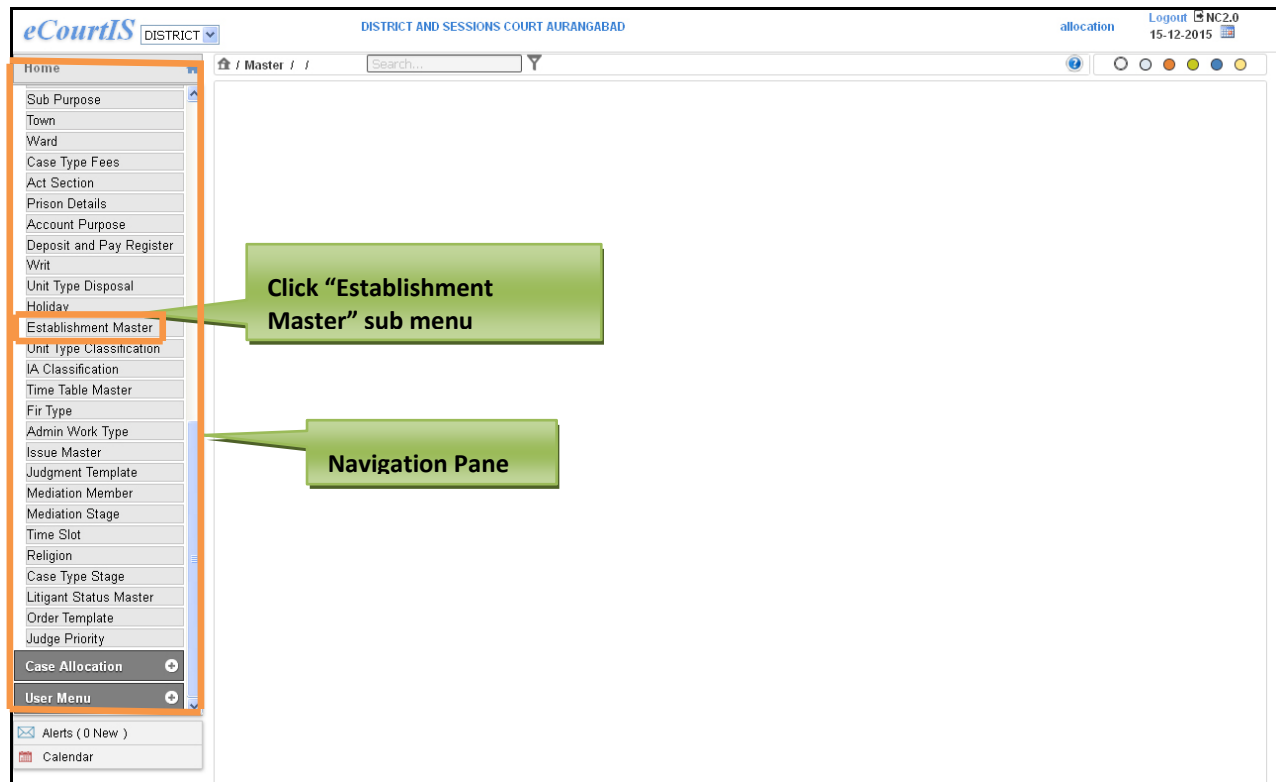 eCourtIS DISTRICT
DISTRICT AND SESSIONS COURT AURANGABAD
allocation
Logout NC2.0
15-12-2015
Home
/ Master / /
Search...
Sub Purpose
Town
Ward
Case Type Fees
Act Section
Prison Details
Account Purpose
Deposit and Pay Register
Writ
Unit Type Disposal
Holiday
Establishment Master
Unit Type Classification
IA Classification
Time Table Master
Fir Type
Admin Work Type
Issue Master
Judgment Template
Mediation Member
Mediation Stage
Time Slot
Religion
Case Type Stage
Litigant Status Master
Order Template
Judge Priority
Case Allocation
User Menu
Alerts ( 0 New )
Calendar
Click “Establishment
Master” sub menu
Navigation Pane